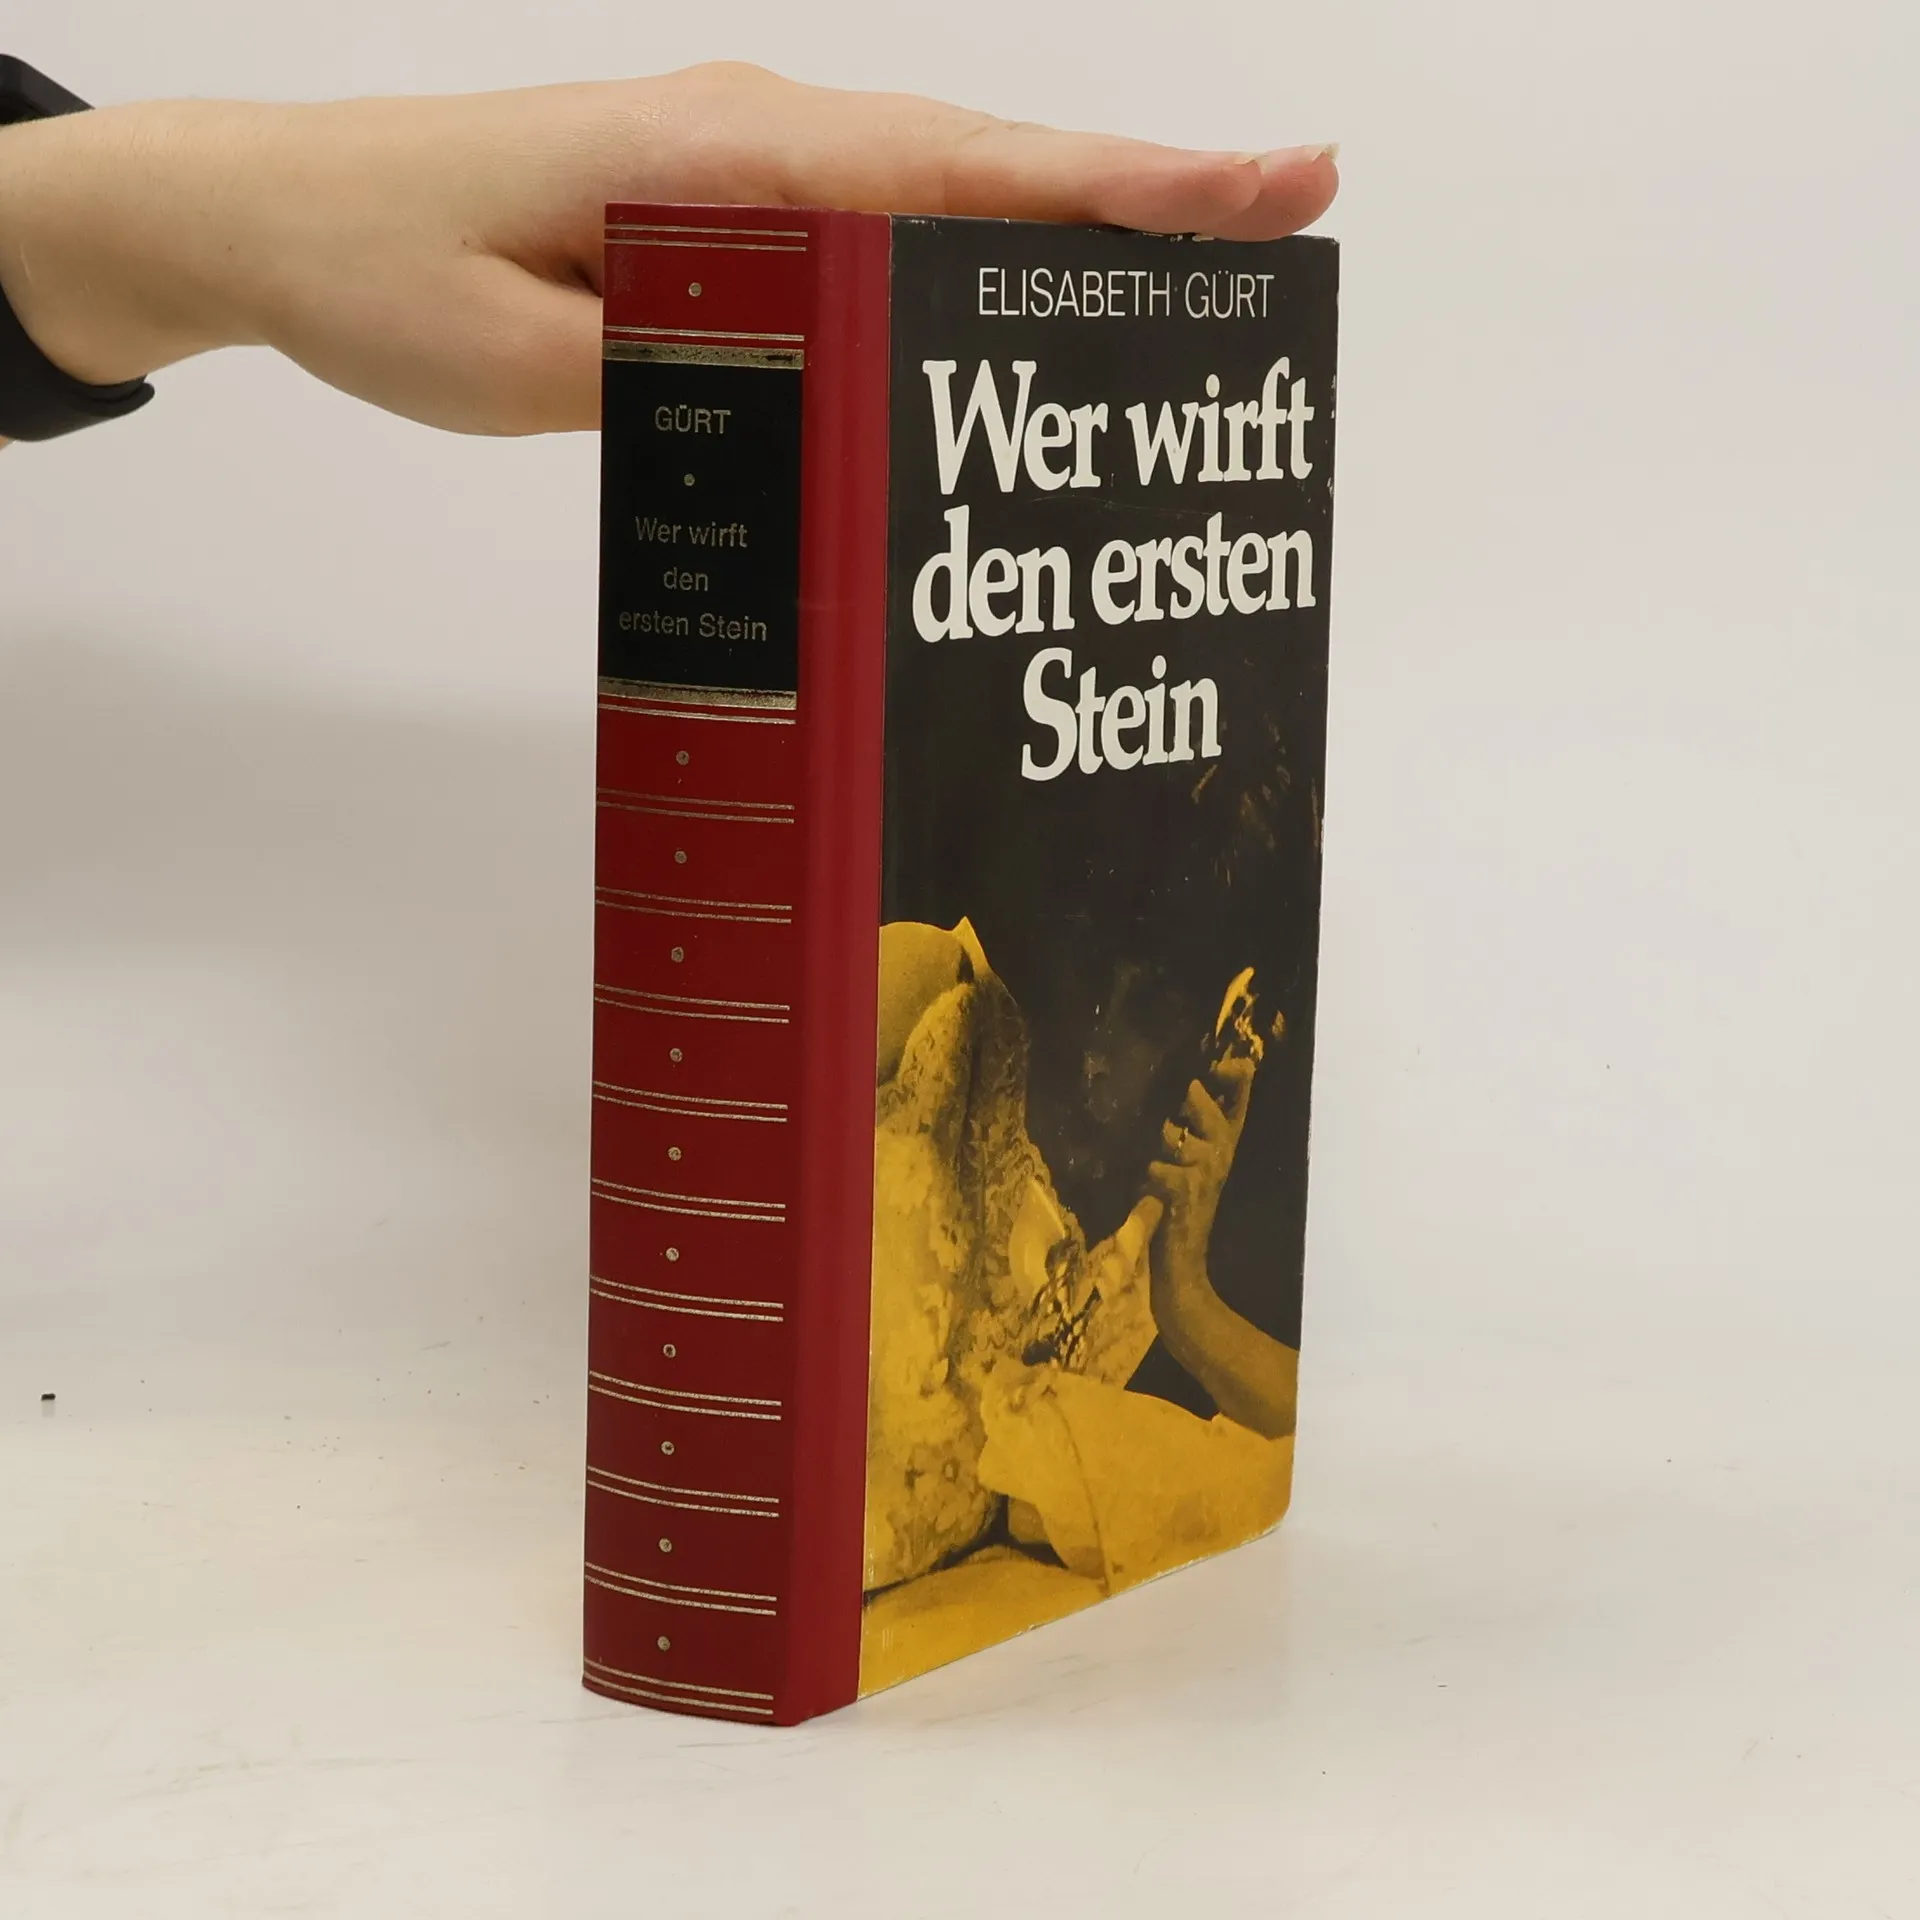 GÜRT
Wer wirft
den
ersten Stein
ELISABETH GÜRT
Wer wirft
den ersten
Stein